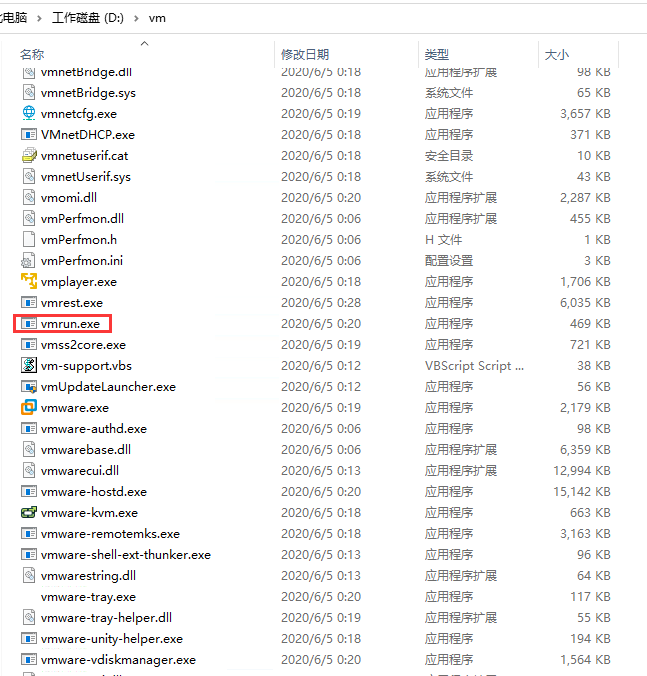 电脑 > 工作磁盘 (D:) > vm
名称 修改日期 类型 大小
vmnetBridge.dll 2020/6/5 0:18 应用程序扩展 98 KB
vmnetBridge.sys 2020/6/5 0:18 系统文件 65 KB
vmnetcfg.exe 2020/6/5 0:19 应用程序 3,657 KB
VMnetDHCP.exe 2020/6/5 0:18 应用程序 371 KB
vmnetuserif.cat 2020/6/5 0:18 安全目录 10 KB
vmnetUserif.sys 2020/6/5 0:18 系统文件 43 KB
vmomi.dll 2020/6/5 0:20 应用程序扩展 2,287 KB
vmPerfmon.dll 2020/6/5 0:06 应用程序扩展 455 KB
vmPerfmon.h 2020/6/5 0:06 H 文件 1 KB
vmPerfmon.ini 2020/6/5 0:06 配置设置 3 KB
vmplayer.exe 2020/6/5 0:18 应用程序 1,706 KB
vmrest.exe 2020/6/5 0:28 应用程序 6,035 KB
vmrun.exe 2020/6/5 0:20 应用程序 469 KB
vmss2core.exe 2020/6/5 0:19 应用程序 721 KB
vm-support.vbs 2020/6/5 0:12 VBScript Script ... 38 KB
vmUpdateLauncher.exe 2020/6/5 0:12 应用程序 56 KB
vmware.exe 2020/6/5 0:19 应用程序 2,179 KB
vmware-authd.exe 2020/6/5 0:06 应用程序 98 KB
vmwarebase.dll 2020/6/5 0:06 应用程序扩展 6,359 KB
vmwarecui.dll 2020/6/5 0:13 应用程序扩展 12,994 KB
vmware-hostd.exe 2020/6/5 0:20 应用程序 15,142 KB
vmware-kvm.exe 2020/6/5 0:18 应用程序 663 KB
vmware-remotemks.exe 2020/6/5 0:18 应用程序 3,163 KB
vmware-shell-ext-thunker.exe 2020/6/5 0:13 应用程序 96 KB
vmwarestring.dll 2020/6/5 0:13 应用程序扩展 64 KB
vmware-tray.exe 2020/6/5 0:20 应用程序 117 KB
vmware-tray-helper.dll 2020/6/5 0:19 应用程序扩展 55 KB
vmware-unity-helper.exe 2020/6/5 0:18 应用程序 194 KB
vmware-vdiskmanager.exe 2020/6/5 0:20 应用程序 1,564 KB